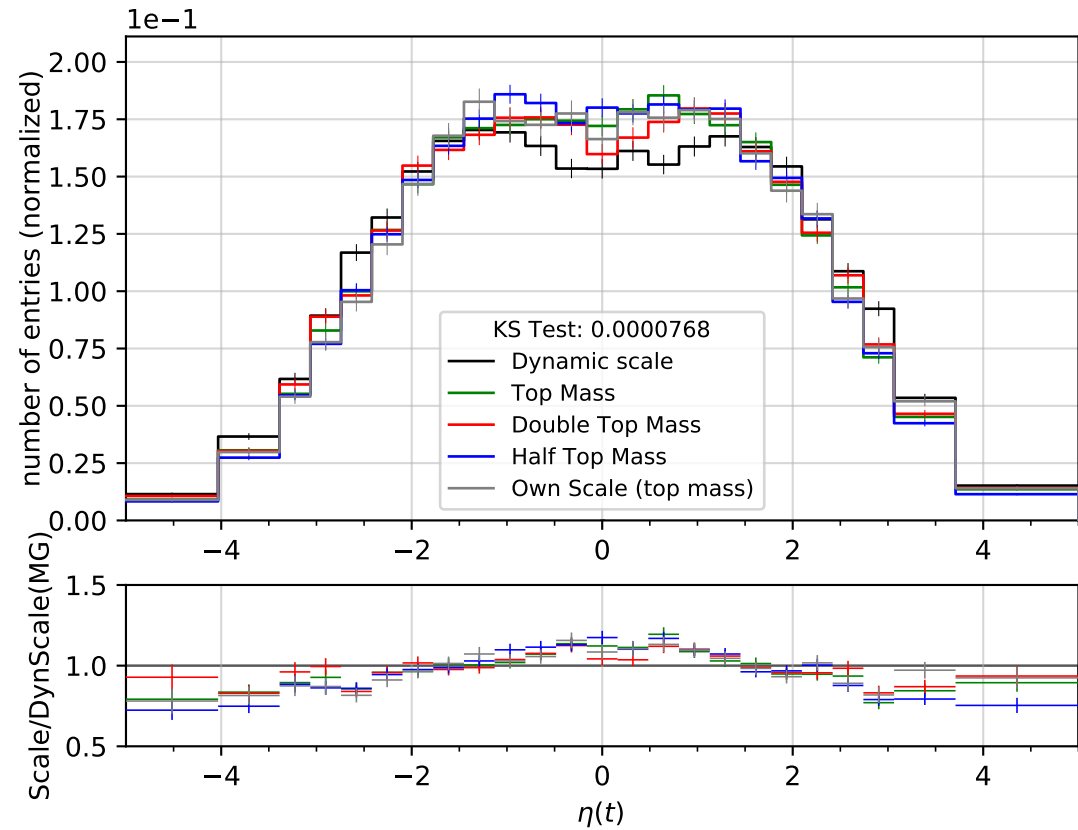 1e−1
number of entries (normalized)
2.00
1.75
1.50
1.25
1.00
0.75
0.50
0.25
0.00
KS Test: 0.0000768
Dynamic scale
Top Mass
Double Top Mass
Half Top Mass
Own Scale (top mass)
−4 −2 0 2 4
Scale/DynScale(MG)
1.5
1.0
0.5
−4 −2 0 2 4
η(t)